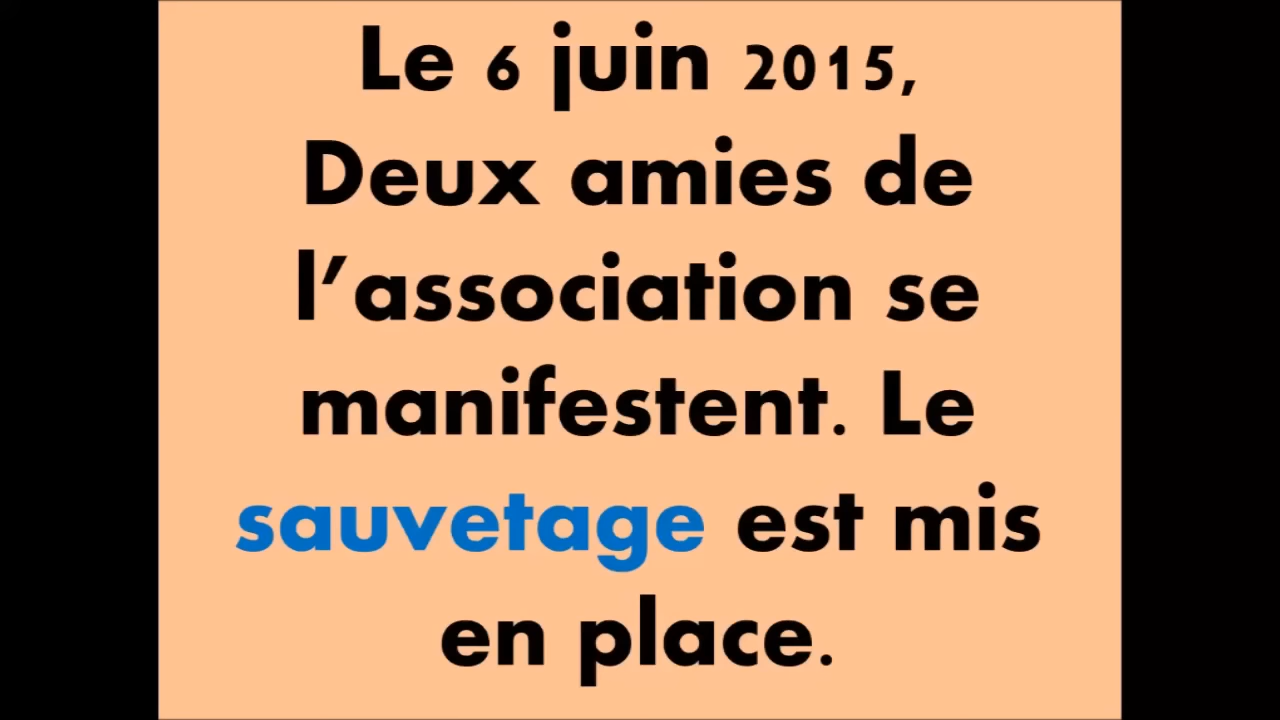 Le 6 juin 2015,
Deux amies de
l’association se
manifestent. Le
sauvetage est mis
en place.